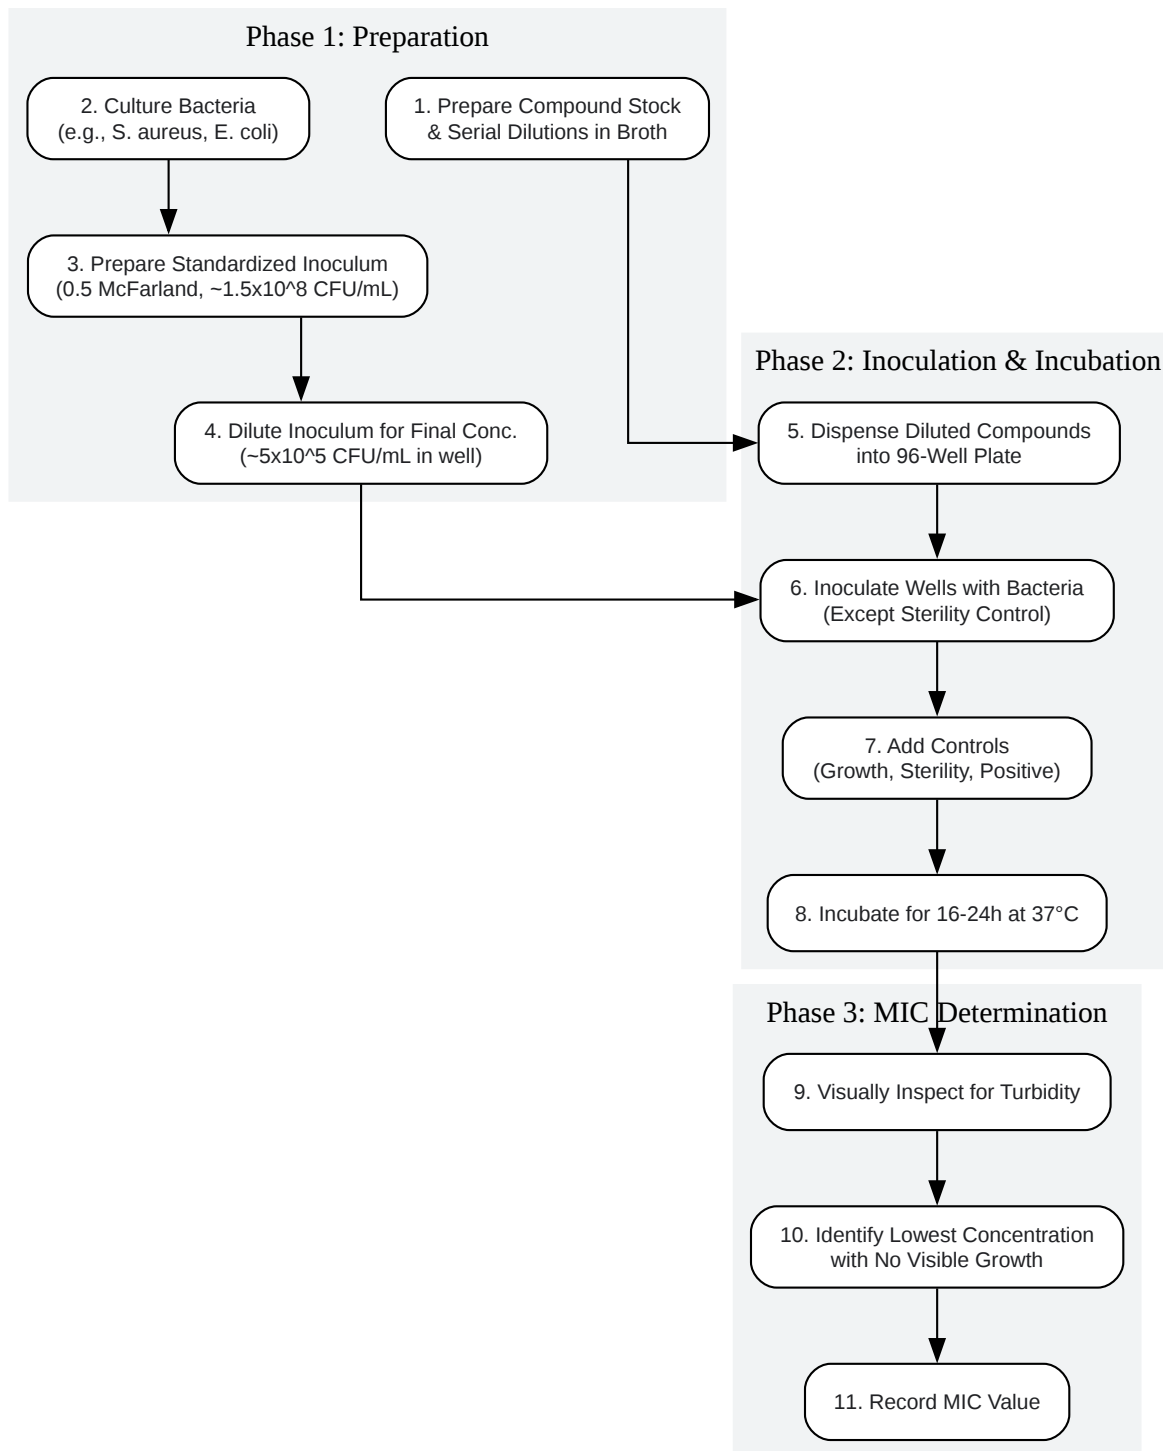 Phase 1: Preparation
2. Culture Bacteria
(e.g., S. aureus, E. coli)
1. Prepare Compound Stock
& Serial Dilutions in Broth
3. Prepare Standardized Inoculum
(0.5 McFarland, ~1.5x10^8 CFU/mL)
4. Dilute Inoculum for Final Conc.
(~5x10^5 CFU/mL in well)
Phase 2: Inoculation & Incubation
5. Dispense Diluted Compounds
into 96-Well Plate
6. Inoculate Wells with Bacteria
(Except Sterility Control)
7. Add Controls
(Growth, Sterility, Positive)
8. Incubate for 16-24h at 37°C
Phase 3: MIC Determination
9. Visually Inspect for Turbidity
10. Identify Lowest Concentration
with No Visible Growth
11. Record MIC Value